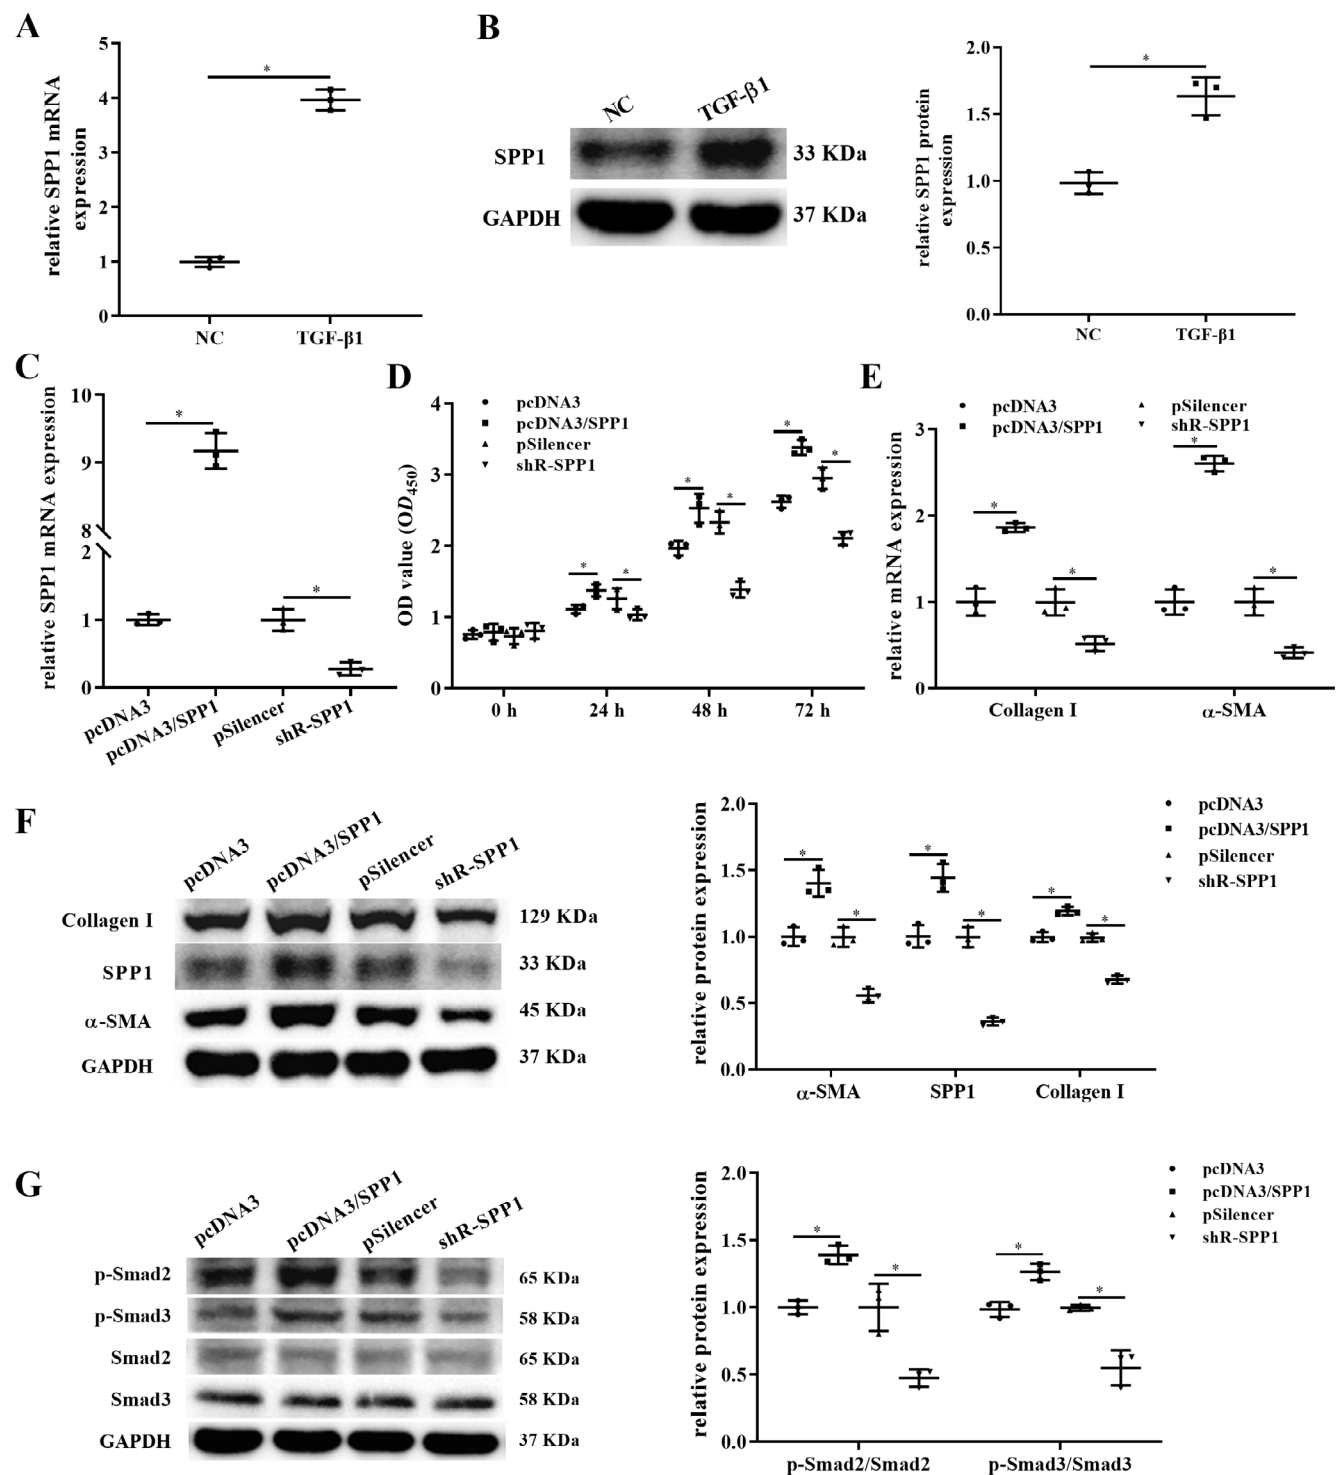 A
relative SPP1 mRNA
expression
5
4
3
2
1
0
*
NC
TGF-β1
B
NC
TGF-β1
SPP1
33 KDa
GAPDH
37 KDa
relative SPP1 protein
expression
2.0
1.5
1.0
0.5
0.0
*
NC
TGF-β1
C
relative SPP1 mRNA expression
10
9
8
2
1
0
*
*
pcDNA3
pcDNA3/SPP1
pSilencer
shR-SPP1
D
pcDNA3
pcDNA3/SPP1
pSilencer
shR-SPP1
OD value (OD450)
4
3
2
1
0
* *
* *
* *
0 h
24 h
48 h
72 h
E
pcDNA3
pcDNA3/SPP1
pSilencer
shR-SPP1
relative mRNA expression
3
2
1
0
* *
* *
Collagen I
α-SMA
F
pcDNA3
pcDNA3/SPP1
pSilencer
shR-SPP1
Collagen I
129 KDa
SPP1
33 KDa
α-SMA
45 KDa
GAPDH
37 KDa
relative protein expression
2.0
1.5
1.0
0.5
0.0
* *
* *
* *
α-SMA
SPP1
Collagen I
pcDNA3
pcDNA3/SPP1
pSilencer
shR-SPP1
G
pcDNA3
pcDNA3/SPP1
pSilencer
shR-SPP1
p-Smad2
65 KDa
p-Smad3
58 KDa
Smad2
65 KDa
Smad3
58 KDa
GAPDH
37 KDa
relative protein expression
2.0
1.5
1.0
0.5
0.0
* *
* *
p-Smad2/Smad2
p-Smad3/Smad3
pcDNA3
pcDNA3/SPP1
pSilencer
shR-SPP1